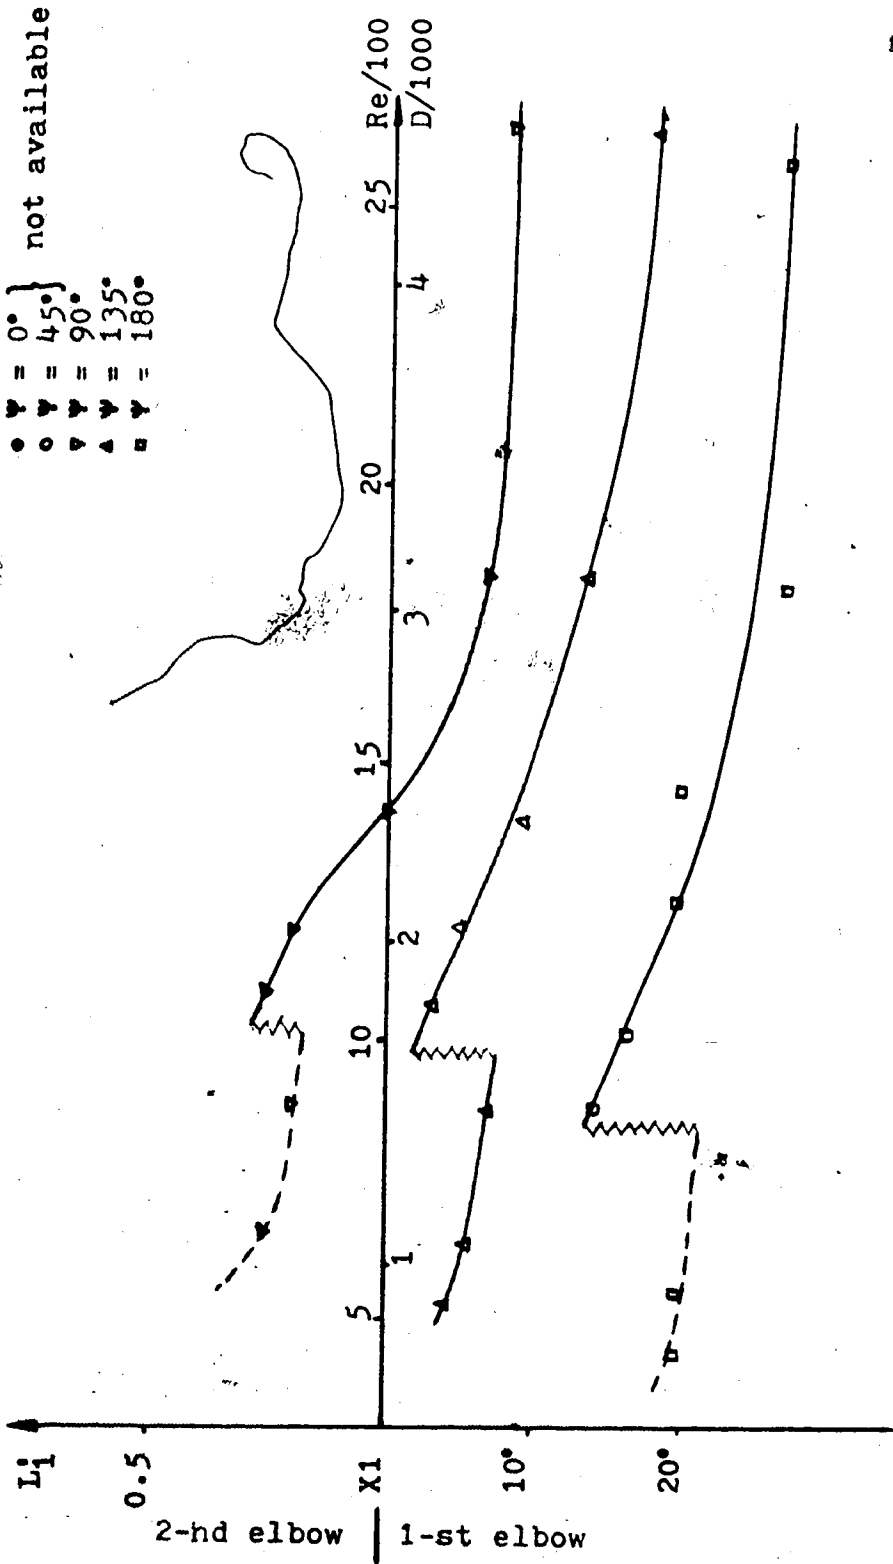 ● Ψ = 0° } not available
○ Ψ = 45° }
▽ Ψ = 90°
△ Ψ = 135°
□ Ψ = 180°
L'i
0.5
X1
10°
20°
2-nd elbow | 1-st elbow
5 10 15 20 25 Re/100
1 2 3 4 D/1000